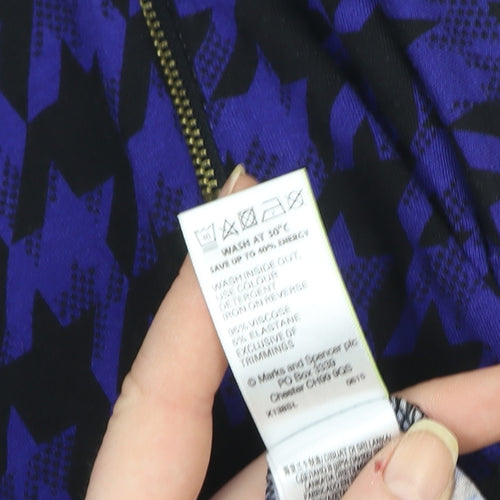 WASH AT 30°C
SAVE UP TO 40% ENERGY
WASH INSIDE OUT,
USE COLOUR
DETERGENT
IRON ON REVERSE
95% VISCOSE
5% ELASTANE
EXCLUSIVE OF
TRIMMINGS
© Marks and Spencer plc
PO Box 3339
Chester CH99 9QS
0615